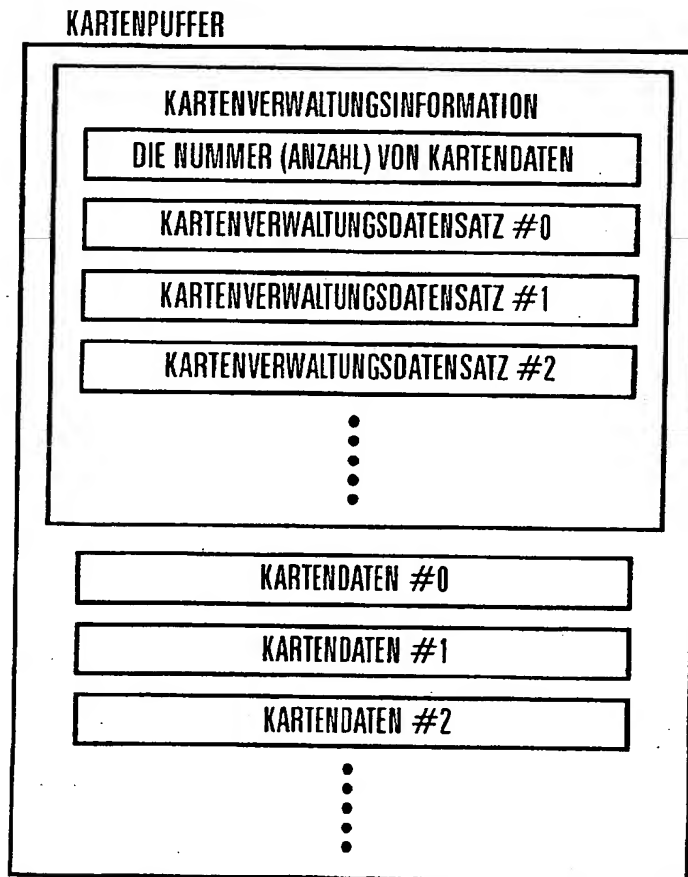 KARTENPUFFER
KARTENVERWALTUNGSINFORMATION
DIE NUMMER (ANZAHL) VON KARTENDATEN
KARTENVERWALTUNGSDATENSATZ #0
KARTENVERWALTUNGSDATENSATZ #1
KARTENVERWALTUNGSDATENSATZ #2
KARTENDATEN #0
KARTENDATEN #1
KARTENDATEN #2